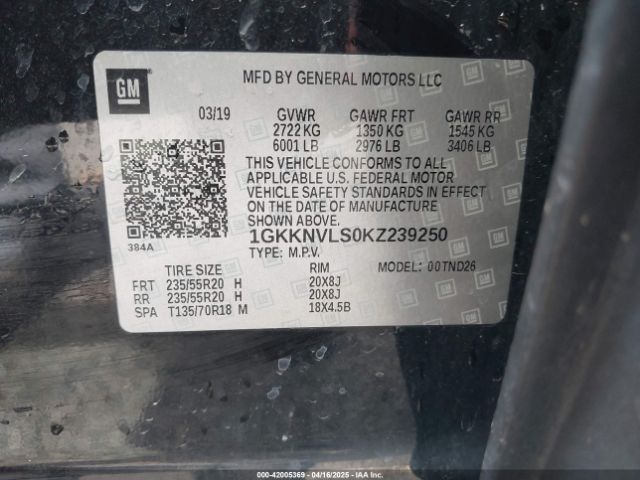 GM
MFD BY GENERAL MOTORS LLC
03/19 GVWR GAWR FRT GAWR RR
2722 KG 1350 KG 1545 KG
6001 LB 2976 LB 3406 LB
THIS VEHICLE CONFORMS TO ALL
APPLICABLE U.S. FEDERAL MOTOR
VEHICLE SAFETY STANDARDS IN EFFECT
ON THE DATE OF MANUFACTURE
SHOWN ABOVE.
384A
1GKKNVLS0KZ239250
TYPE: M.P.V. MODEL: 00TND26
TIRE SIZE RIM
FRT 235/55R20 H 20X8J
RR 235/55R20 H 20X8J
SPA T135/70R18 M 18X4.5B
000-42005369 - 04/16/2025 - IAAI.COM